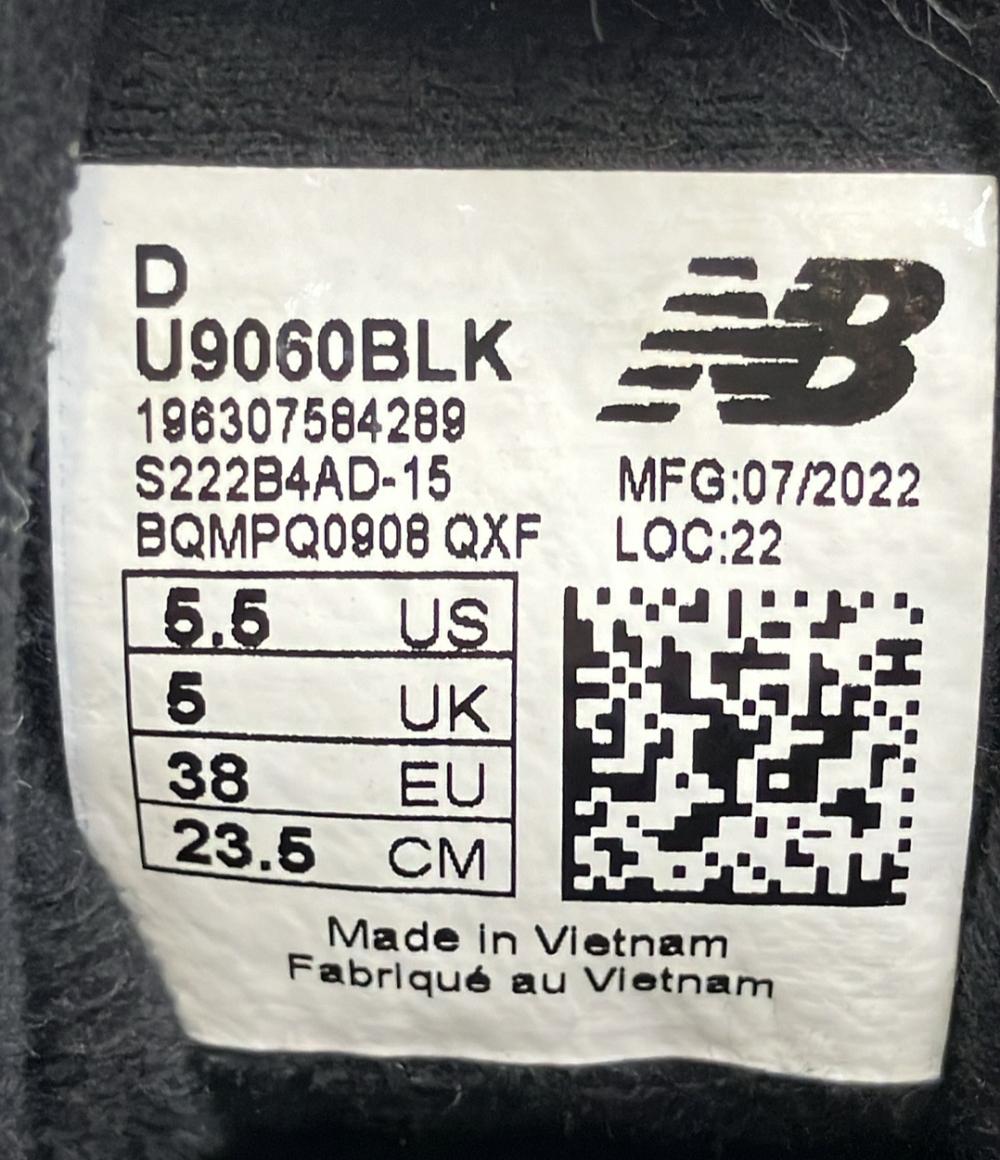 D
U9060BLK
196307584289
S222B4AD-15
BQMPQ0908 QXF
NB
MFG:07/2022
LOC:22
5.5 US
5 UK
38 EU
23.5 CM
Made in Vietnam
Fabriqué au Vietnam